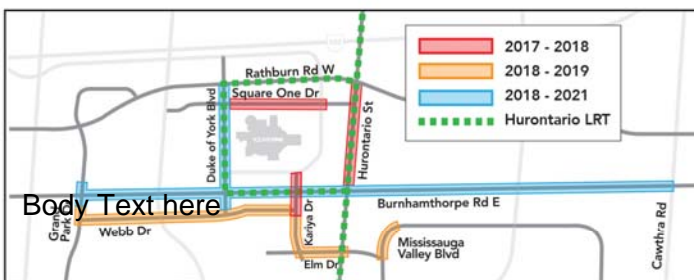 2017 - 2018
2018 - 2019
2018 - 2021
Hurontario LRT
Rathburn Rd W
Square One Dr
Duke of York Blvd
Hurontario St
Body Text here
Burnhamthorpe Rd E
Grand
Park
Webb Dr
Kariya Dr
Elm Dr
Mississauga
Valley Blvd
Cawthra Rd